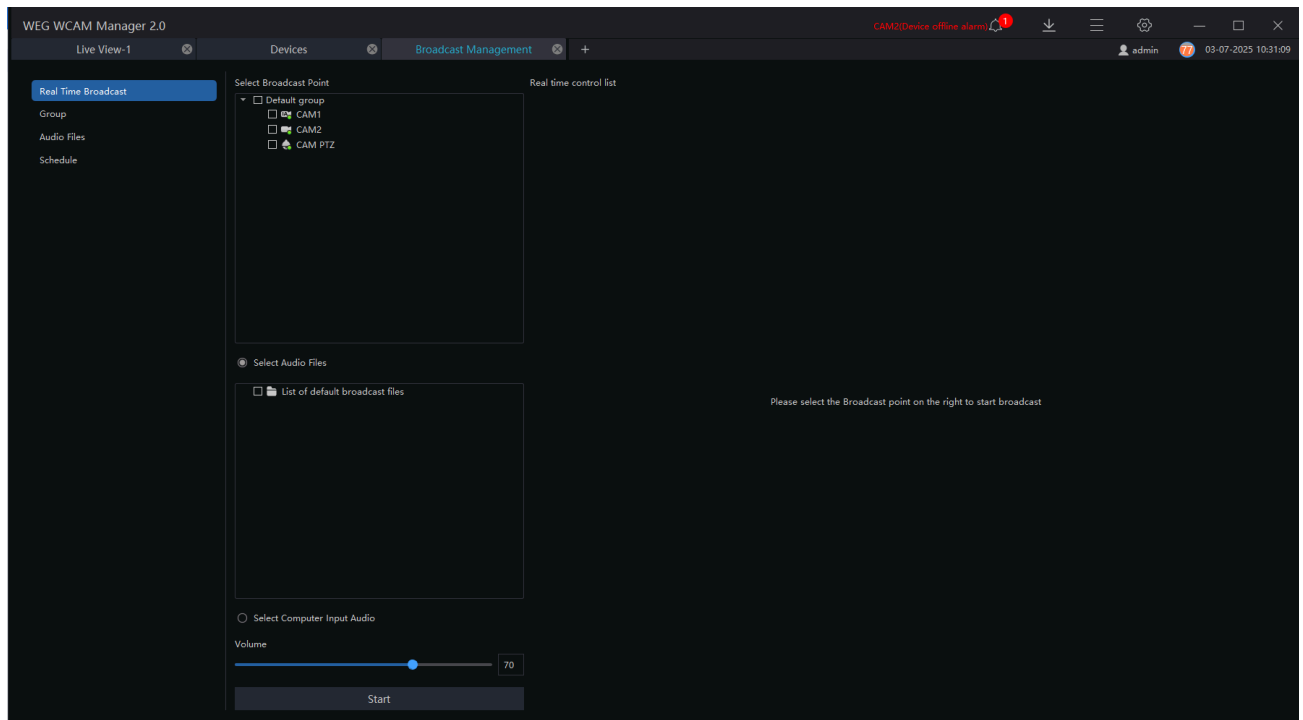 WEG WCAM Manager 2.0
CAM2(Device offline alarm) 1
Live View-1
Devices
Broadcast Management
+
admin
77
03-07-2025 10:31:09
Real Time Broadcast
Group
Audio Files
Schedule
Select Broadcast Point
Default group
CAM1
CAM2
CAM PTZ
Select Audio Files
List of default broadcast files
Select Computer Input Audio
Volume
70
Start
Real time control list
Please select the Broadcast point on the right to start broadcast